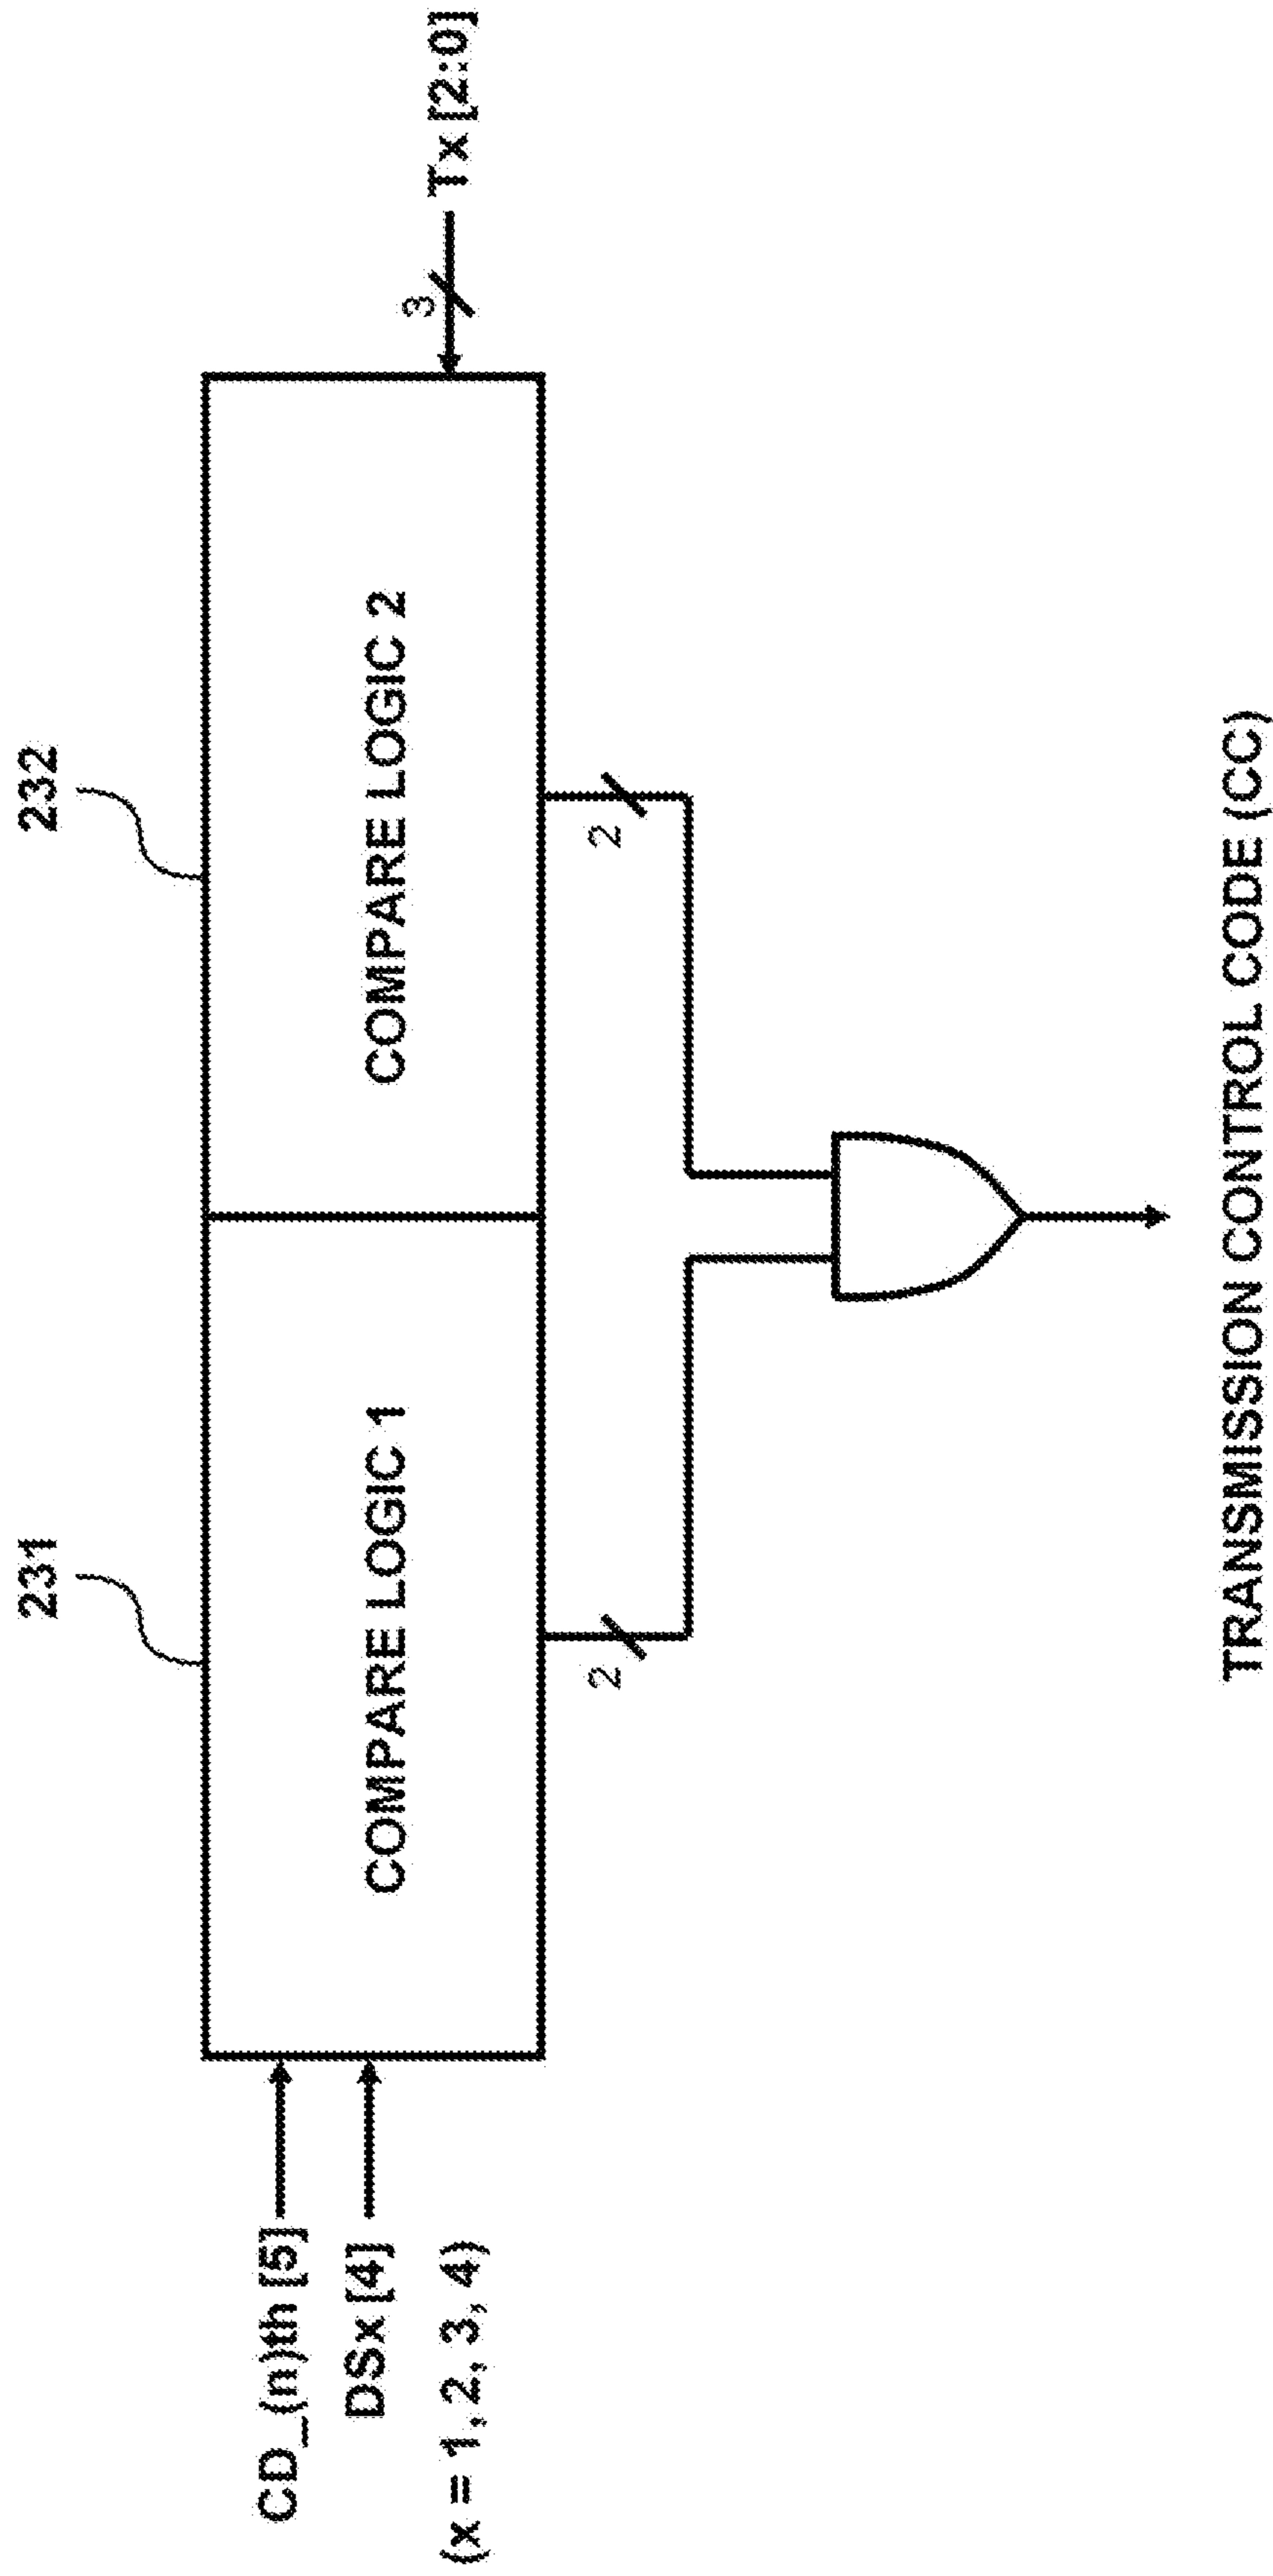 231
232
CD_(n)th [5]
DSx [4]
(x = 1, 2, 3, 4)
COMPARE LOGIC 1
COMPARE LOGIC 2
3
Tx [2:0]
2
2
TRANSMISSION CONTROL CODE (CC)